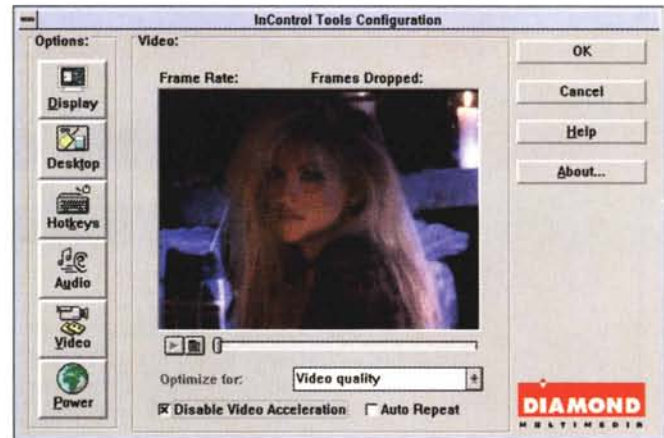 InControl Tools Configuration
Options:
Display
Desktop
Hotkeys
Audio
Video
Power
Video:
Frame Rate: Frames Dropped:
Optimize for: Video quality
Disable Video Acceleration Auto Repeat
OK
Cancel
Help
About...
DIAMOND
MULTIMEDIA